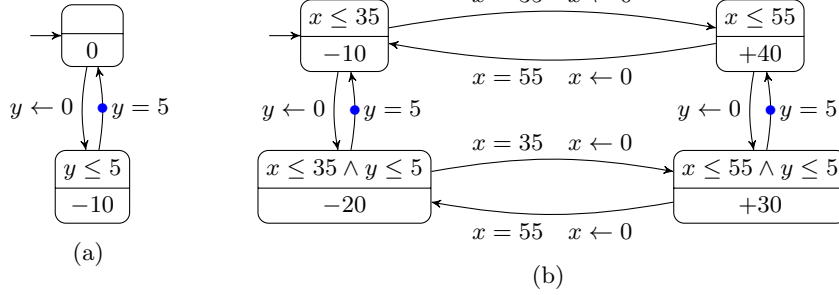 0
y ← 0
y = 5
y ≤ 5
−10
(a)
x ≤ 35
−10
x ≤ 55
+40
x = 55 x ← 0
y ← 0
y = 5
y ← 0
y = 5
x = 35 x ← 0
x ≤ 35 ∧ y ≤ 5
−20
x ≤ 55 ∧ y ≤ 5
+30
x = 55 x ← 0
(b)